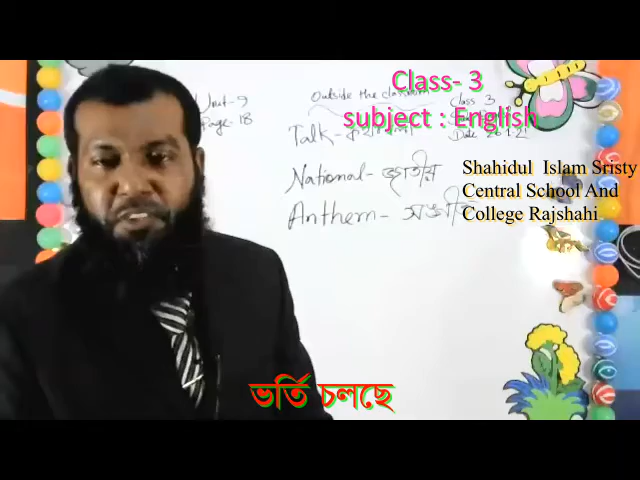 Class- 3
subject : English
Unit-9
Page-18
Outside the classroom
Class 3
Talk- কথা বলা
Date
National- জাতীয়
Anthem- সঙ্গীত
Shahidul Islam Sristy
Central School And
College Rajshahi
ভর্তি চলছে